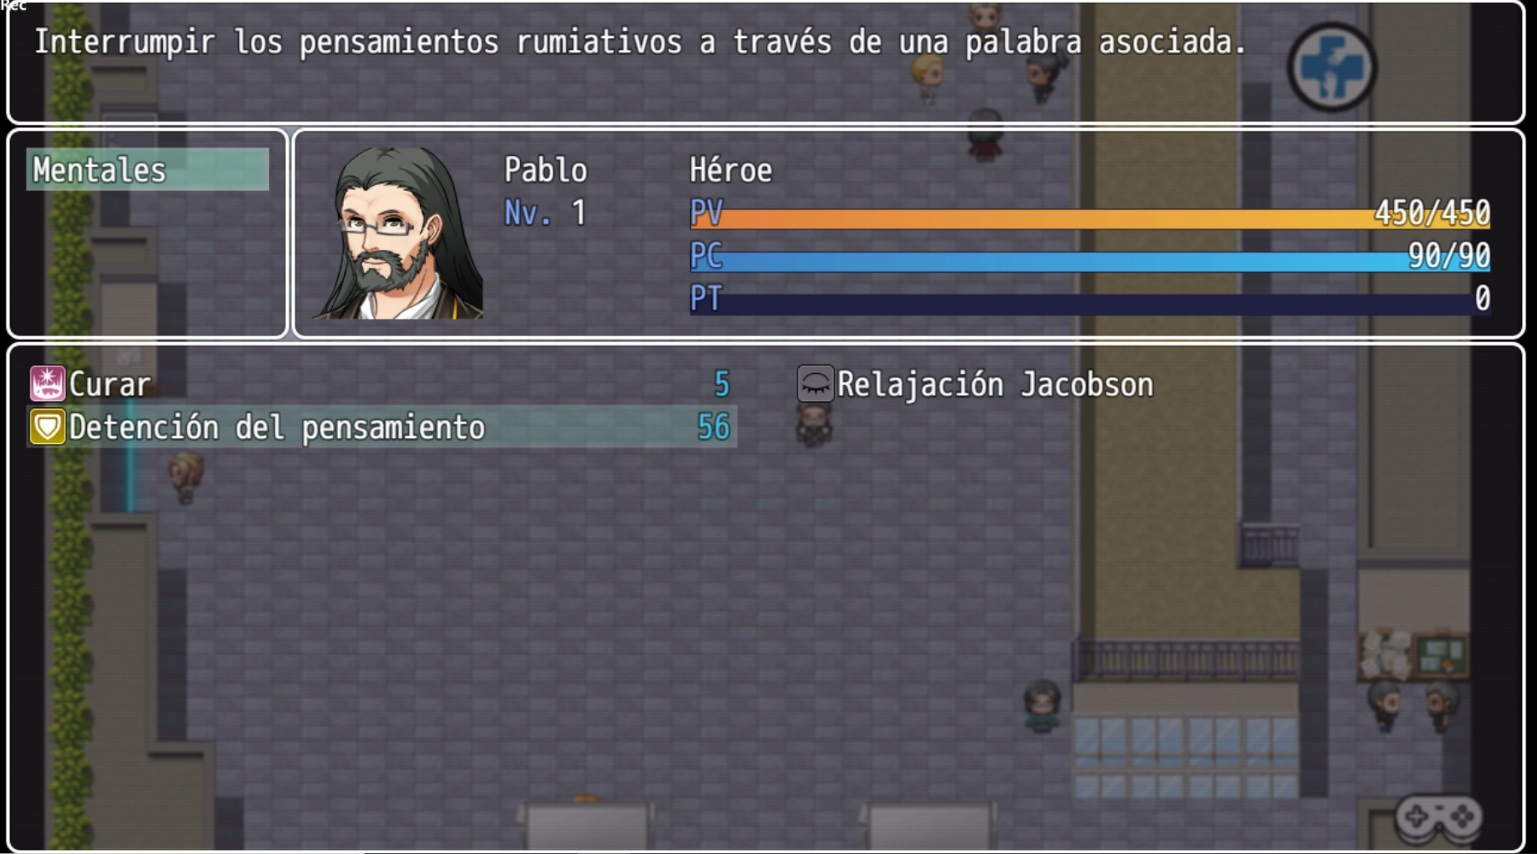 Rec
Interrumpir los pensamientos rumiativos a través de una palabra asociada.
Mentales
Pablo Héroe
Nv. 1
PV 450/450
PC 90/90
PT 0
Curar 5
Relajación Jacobson
Detención del pensamiento 56